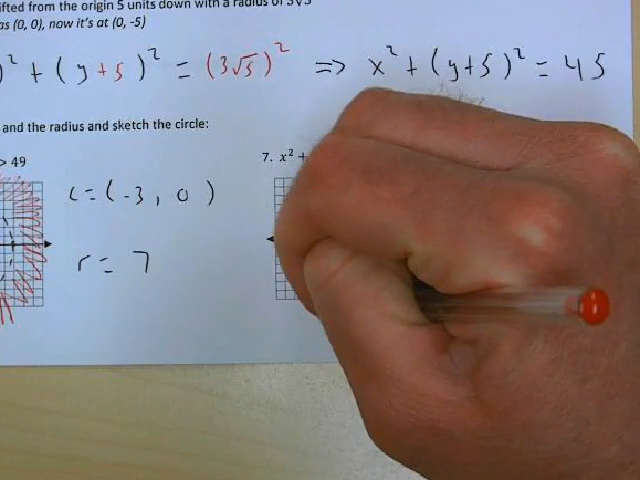 ifted from the origin 5 units down with a radius of 3√5
as (0, 0), now it's at (0, -5)
)² + (y+5)² = (3√5)² => x² + (y+5)² = 45
and the radius and sketch the circle:
> 49
7. x² +
c = (-3, 0)
r = 7